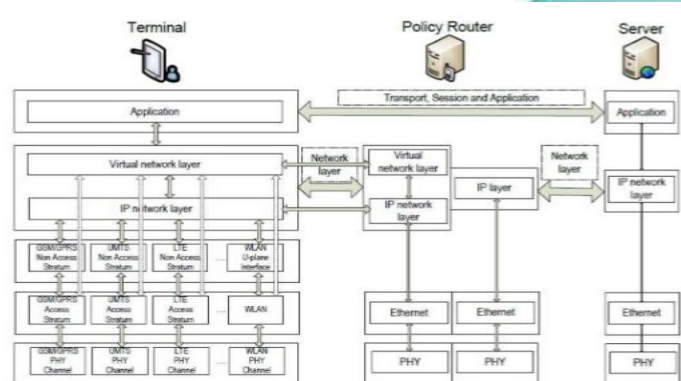 Terminal
Policy Router
Server
Application
Transport, Session and Application
Application
Virtual network layer
Network
layer
Virtual
network layer
IP layer
Network
layer
IP network
layer
IP network layer
IP network
layer
GSM/GPRS
Non Access
Stratum
UMTS
Non Access
Stratum
LTE
Non Access
Stratum
...
WLAN
U-plane
Interface
GSM/GPRS
Access
Stratum
UMTS
Access
Stratum
LTE
Access
Stratum
...
WLAN
Ethernet
Ethernet
Ethernet
GSM/GPRS
PHY
Channel
UMTS
PHY
Channel
LTE
PHY
Channel
...
WLAN
PHY
Channel
PHY
PHY
PHY